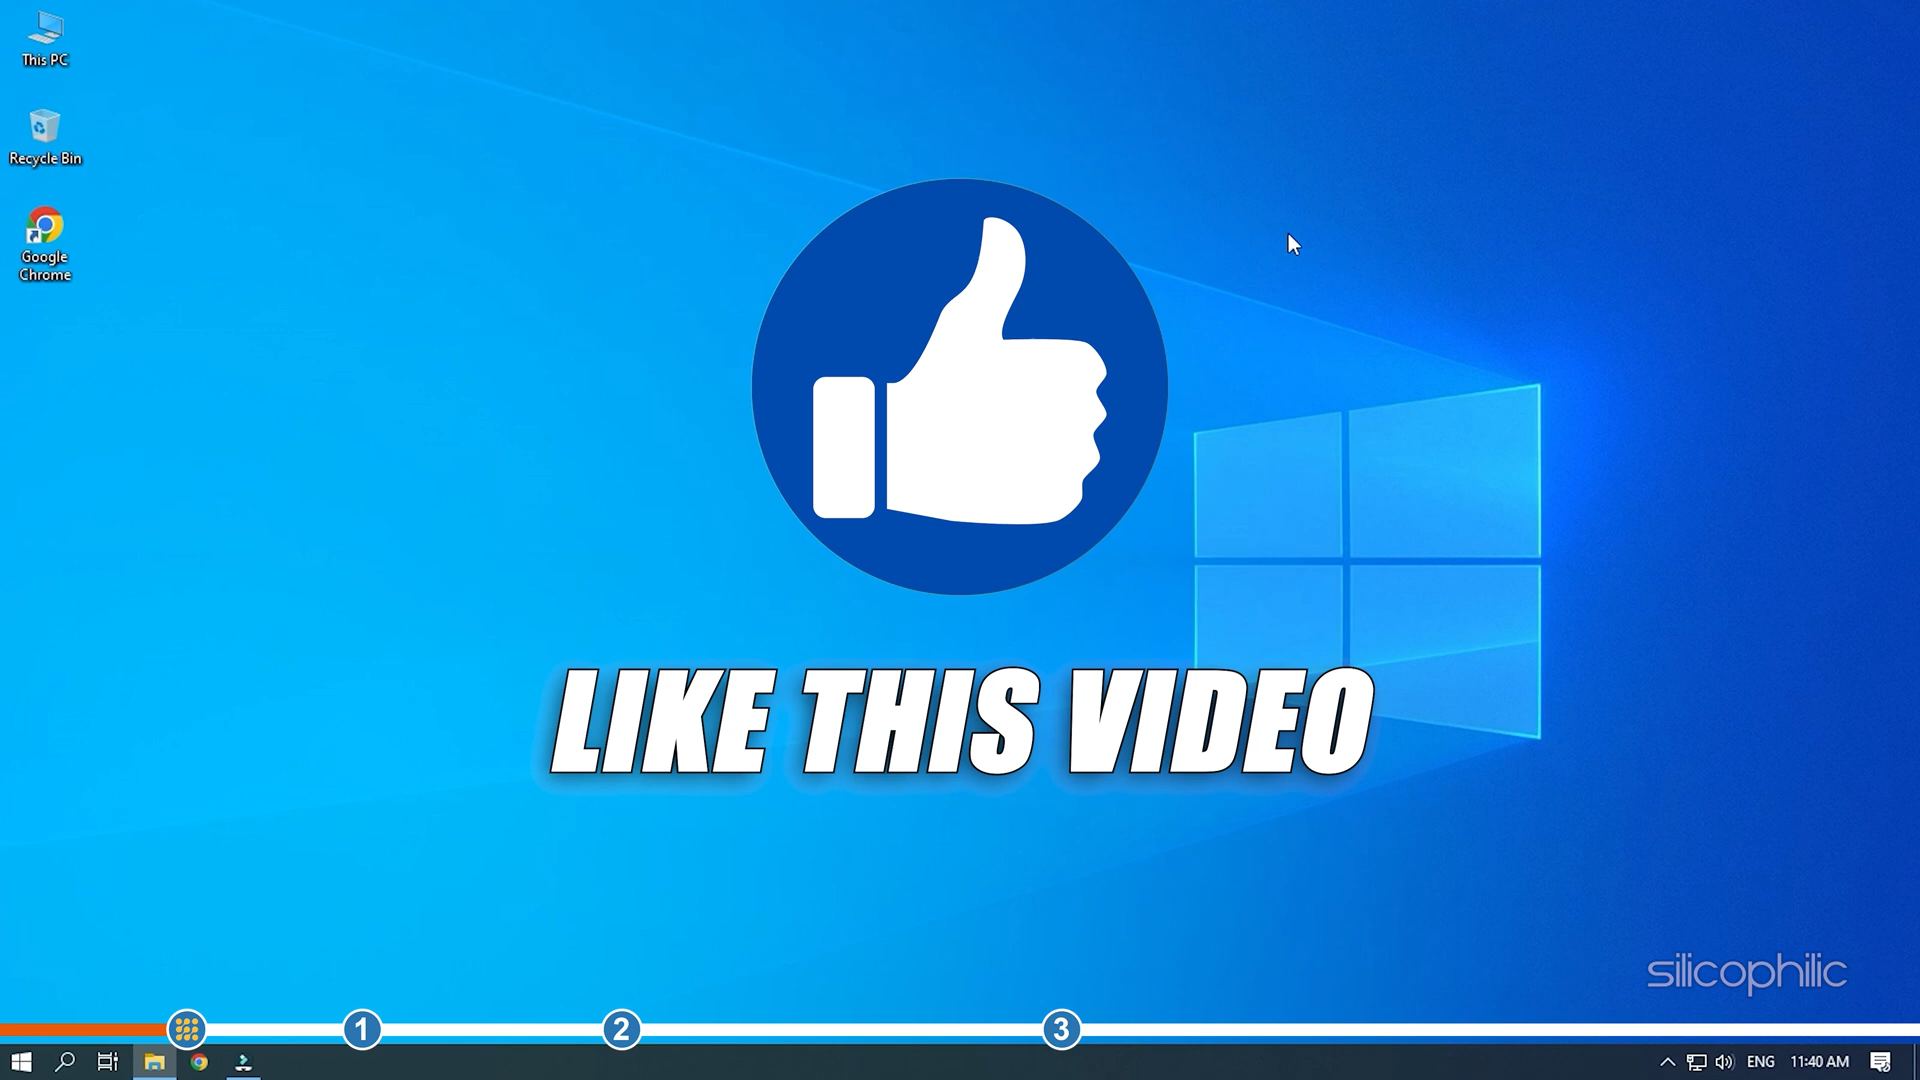 This PC
Recycle Bin
Google
Chrome
LIKE THIS VIDEO
silicophilic
1
2
3
ENG
11:40 AM